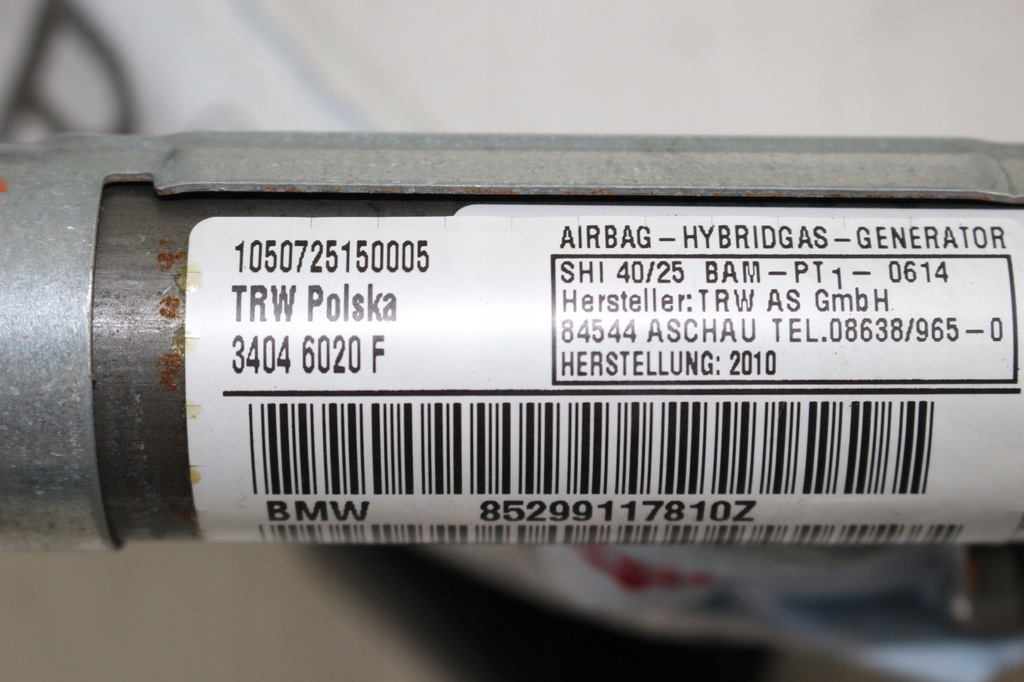 1050725150005
TRW Polska
3404 6020 F
AIRBAG – HYBRIDGAS – GENERATOR
SHI 40/25 BAM – PT1 – 0614
Hersteller: TRW AS GmbH
84544 ASCHAU TEL.08638/965 – 0
HERSTELLUNG: 2010
BMW 85299117810Z